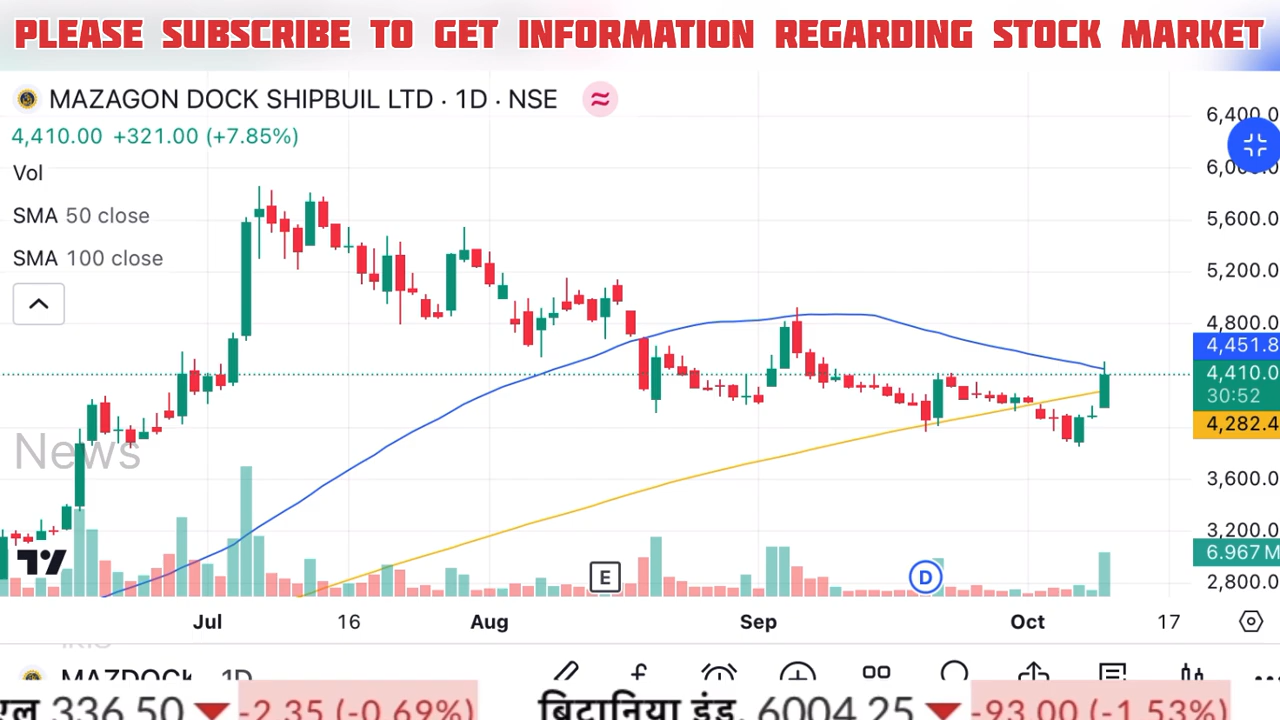 PLEASE SUBSCRIBE TO GET INFORMATION REGARDING STOCK MARKET
MAZAGON DOCK SHIPBUIL LTD · 1D · NSE
4,410.00 +321.00 (+7.85%)
Vol
SMA 50 close
SMA 100 close
6,400.0
5,600.0
5,200.0
4,800.0
4,451.8
4,410.0
30:52
4,282.4
3,600.0
3,200.0
6.967 M
2,800.0
News
E
D
Jul 16 Aug Sep Oct 17
MAZDOCK 1D
336.50 -2.35 (-0.69%) ब्रिटानिया इंड. 6004.25 -93.00 (-1.53%)